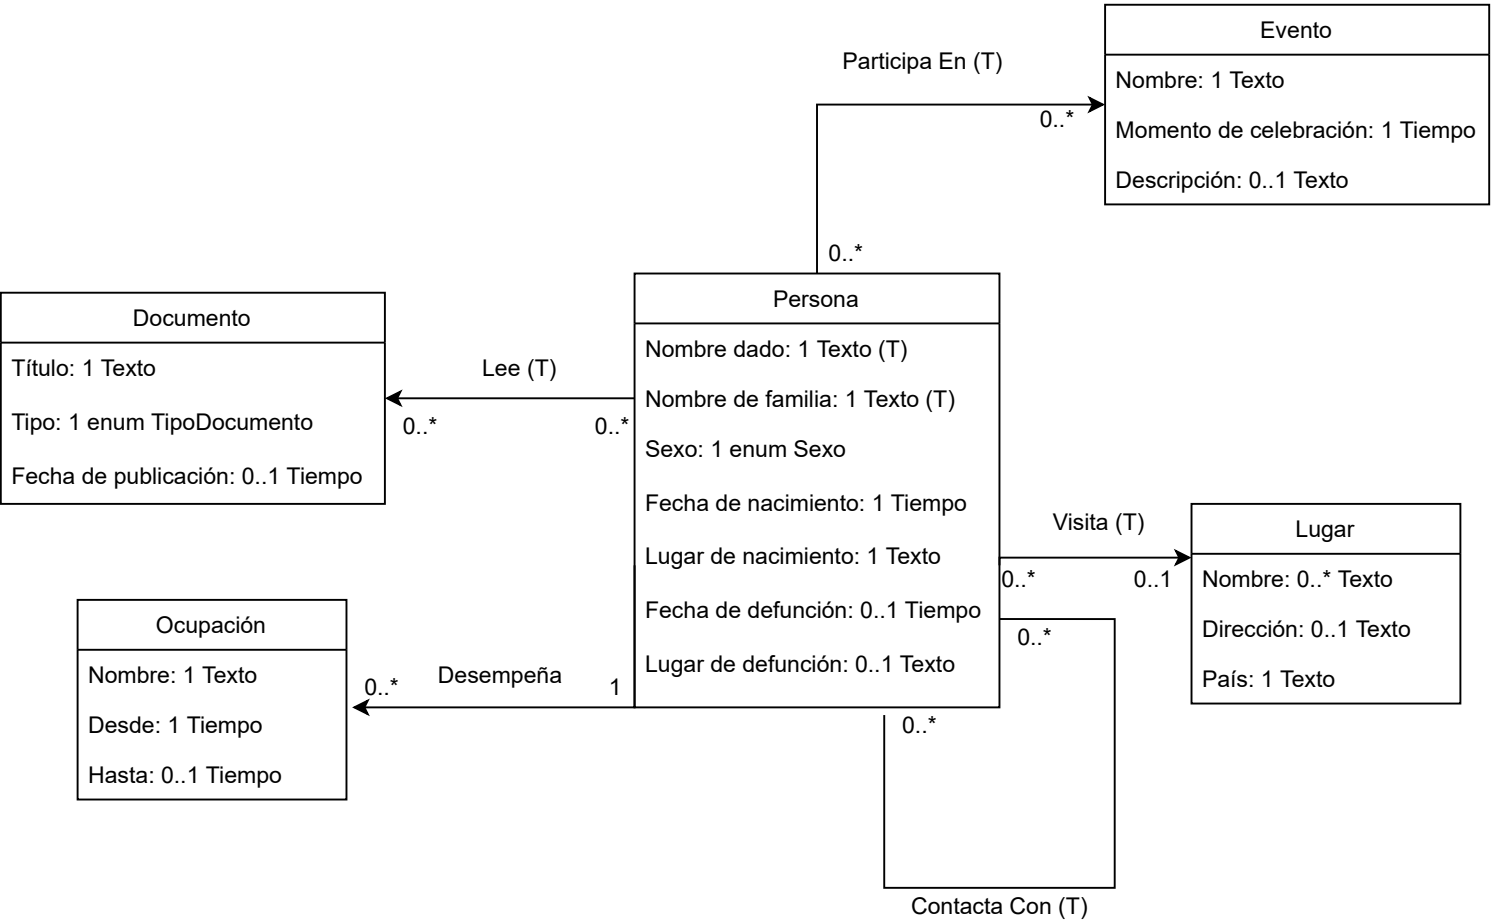 Evento
Nombre: 1 Texto
Momento de celebración: 1 Tiempo
Descripción: 0..1 Texto
Participa En (T)
0..*
0..*
Persona
Nombre dado: 1 Texto (T)
Nombre de familia: 1 Texto (T)
Sexo: 1 enum Sexo
Fecha de nacimiento: 1 Tiempo
Lugar de nacimiento: 1 Texto
Fecha de defunción: 0..1 Tiempo
Lugar de defunción: 0..1 Texto
Documento
Título: 1 Texto
Tipo: 1 enum TipoDocumento
Fecha de publicación: 0..1 Tiempo
Lee (T)
0..*
0..*
Visita (T)
0..*
0..1
Lugar
Nombre: 0..* Texto
Dirección: 0..1 Texto
País: 1 Texto
Ocupación
Nombre: 1 Texto
Desde: 1 Tiempo
Hasta: 0..1 Tiempo
Desempeña
0..*
1
0..*
0..*
Contacta Con (T)